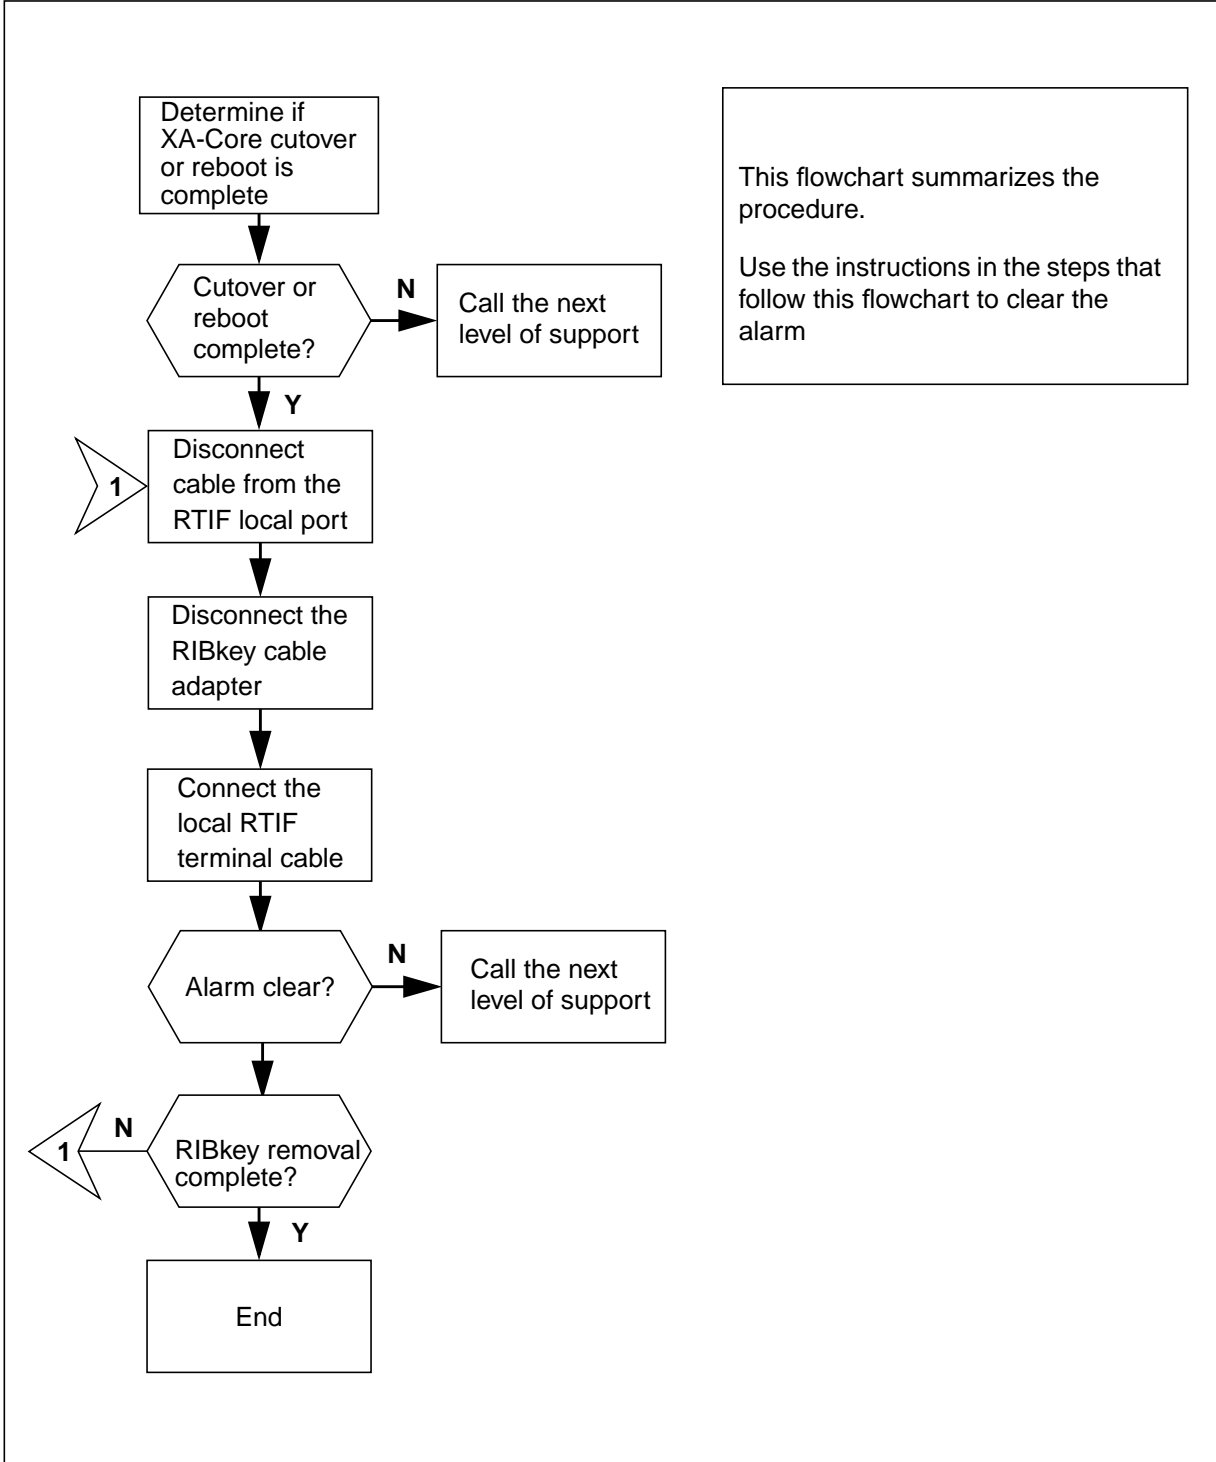 Determine if
XA-Core cutover
or reboot is
complete
This flowchart summarizes the
procedure.
Use the instructions in the steps that
follow this flowchart to clear the
alarm
Cutover or
reboot
complete?
N
Call the next
level of support
Y
1
Disconnect
cable from the
RTIF local port
Disconnect the
RIBkey cable
adapter
Connect the
local RTIF
terminal cable
Alarm clear?
N
Call the next
level of support
RIBkey removal
complete?
N
1
Y
End